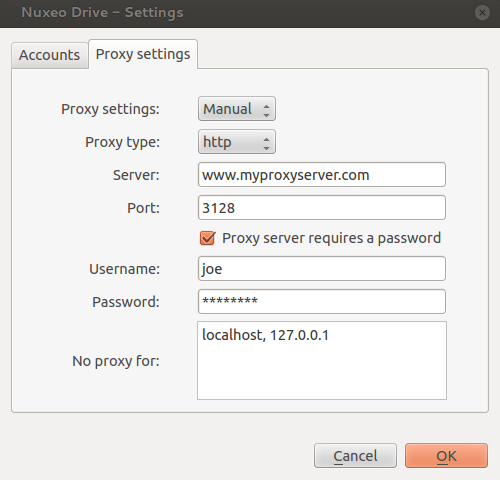 Nuxeo Drive - Settings
Accounts
Proxy settings
Proxy settings: Manual
Proxy type: http
Server: www.myproxyserver.com
Port: 3128
Proxy server requires a password
Username: joe
Password: ********
No proxy for: localhost, 127.0.0.1
Cancel OK